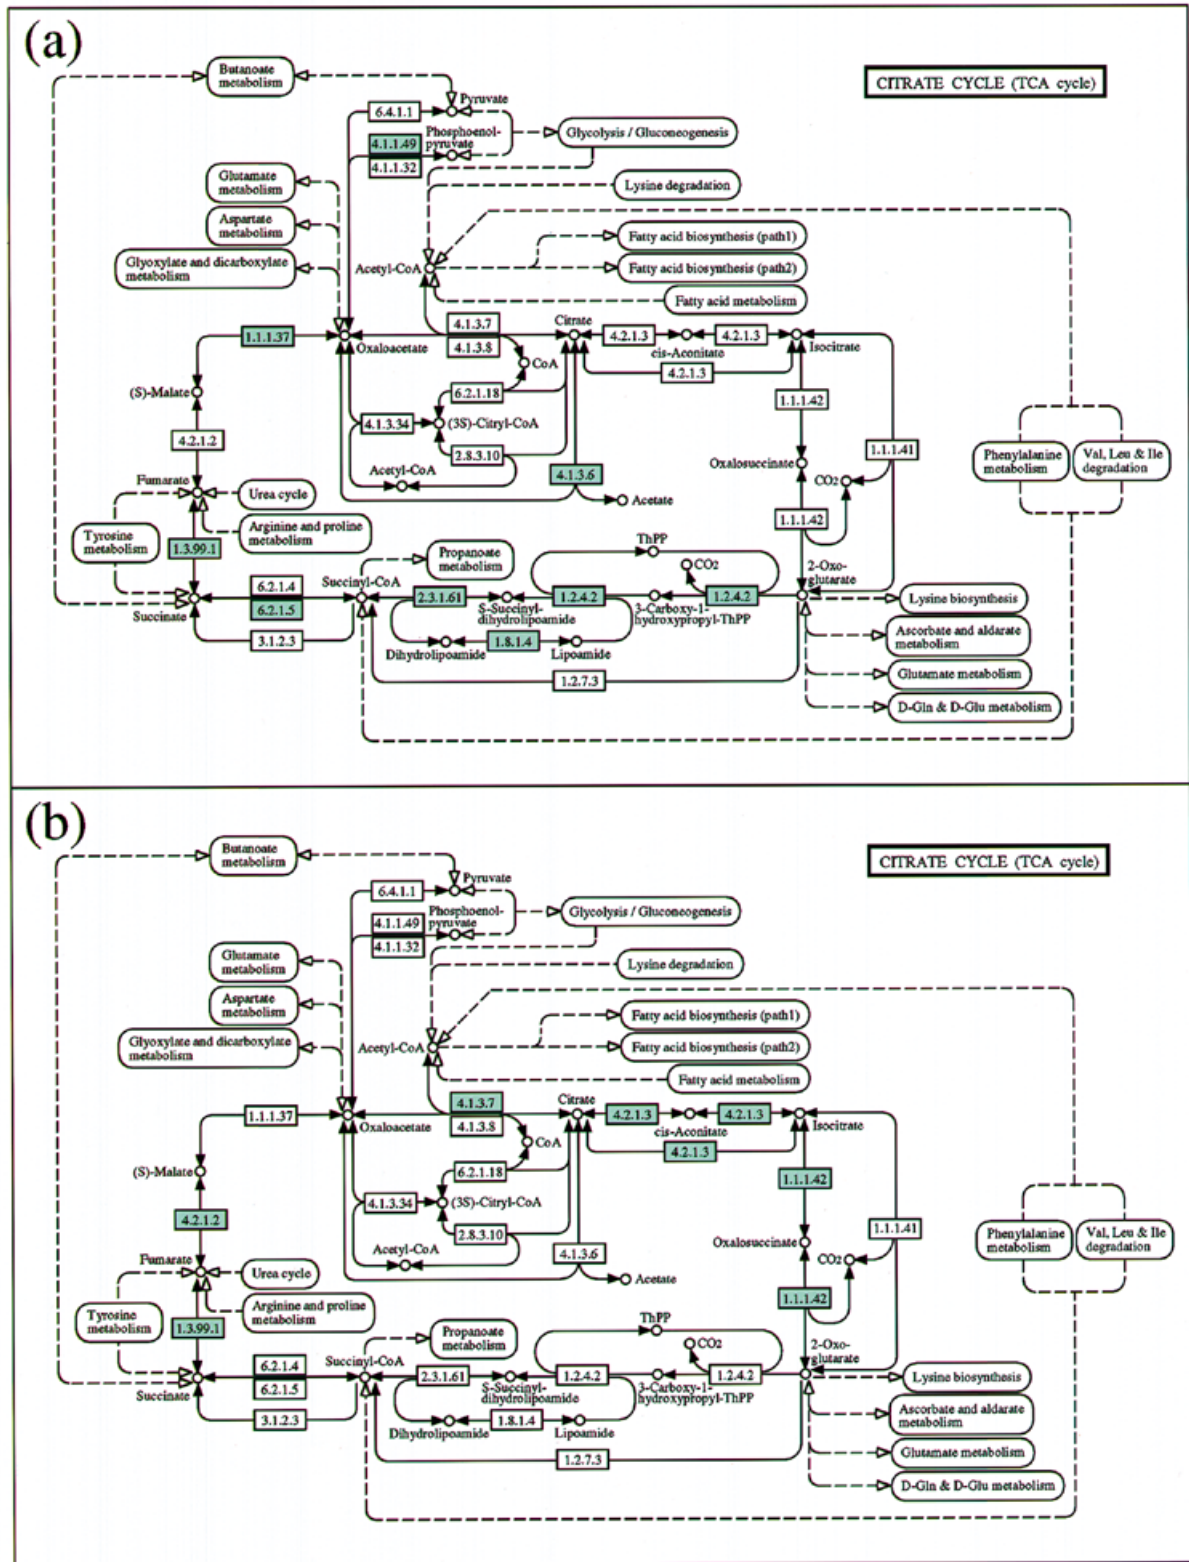 (a)
CITRATE CYCLE (TCA cycle)
Butanoate
metabolism
Pyruvate
6.4.1.1
Phosphoenol-
pyruvate
4.1.1.49
4.1.1.32
Glycolysis / Gluconeogenesis
Glutamate
metabolism
Lysine degradation
Aspartate
metabolism
Fatty acid biosynthesis (path1)
Glyoxylate and dicarboxylate
metabolism
Acetyl-CoA
Fatty acid biosynthesis (path2)
Fatty acid metabolism
1.1.1.37
Oxaloacetate
4.1.3.7
4.1.3.8
Citrate
4.2.1.3
4.2.1.3
cis-Aconitate
Isocitrate
CoA
4.2.1.3
(S)-Malate
6.2.1.18
1.1.1.42
4.1.3.34
(3S)-Citryl-CoA
4.2.1.2
2.8.3.10
1.1.1.41
Phenylalanine
metabolism
Val, Leu & Ile
degradation
Acetyl-CoA
4.1.3.6
Oxalosuccinate
CO2
Fumarate
Urea cycle
Acetate
Tyrosine
metabolism
Arginine and proline
metabolism
1.1.1.42
1.3.99.1
Propanoate
metabolism
ThPP
CO2
2-Oxo-
glutarate
6.2.1.4
6.2.1.5
Succinyl-CoA
2.3.1.61
1.2.4.2
1.2.4.2
Lysine biosynthesis
Succinate
S-Succinyl-
dihydrolipoamide
3-Carboxy-1-
hydroxypropyl-ThPP
3.1.2.3
1.8.1.4
Dihydrolipoamide
Lipoamide
Ascorbate and aldarate
metabolism
1.2.7.3
Glutamate metabolism
D-Gln & D-Glu metabolism
(b)
CITRATE CYCLE (TCA cycle)
Butanoate
metabolism
Pyruvate
6.4.1.1
Phosphoenol-
pyruvate
4.1.1.49
4.1.1.32
Glycolysis / Gluconeogenesis
Glutamate
metabolism
Lysine degradation
Aspartate
metabolism
Fatty acid biosynthesis (path1)
Glyoxylate and dicarboxylate
metabolism
Acetyl-CoA
Fatty acid biosynthesis (path2)
Fatty acid metabolism
1.1.1.37
Oxaloacetate
4.1.3.7
4.1.3.8
Citrate
4.2.1.3
4.2.1.3
cis-Aconitate
Isocitrate
CoA
4.2.1.3
(S)-Malate
6.2.1.18
1.1.1.42
4.1.3.34
(3S)-Citryl-CoA
4.2.1.2
2.8.3.10
1.1.1.41
Phenylalanine
metabolism
Val, Leu & Ile
degradation
Acetyl-CoA
4.1.3.6
Oxalosuccinate
CO2
Fumarate
Urea cycle
Acetate
Tyrosine
metabolism
Arginine and proline
metabolism
1.1.1.42
1.3.99.1
Propanoate
metabolism
ThPP
CO2
2-Oxo-
glutarate
6.2.1.4
6.2.1.5
Succinyl-CoA
2.3.1.61
1.2.4.2
1.2.4.2
Lysine biosynthesis
Succinate
S-Succinyl-
dihydrolipoamide
3-Carboxy-1-
hydroxypropyl-ThPP
3.1.2.3
1.8.1.4
Dihydrolipoamide
Lipoamide
Ascorbate and aldarate
metabolism
1.2.7.3
Glutamate metabolism
D-Gln & D-Glu metabolism